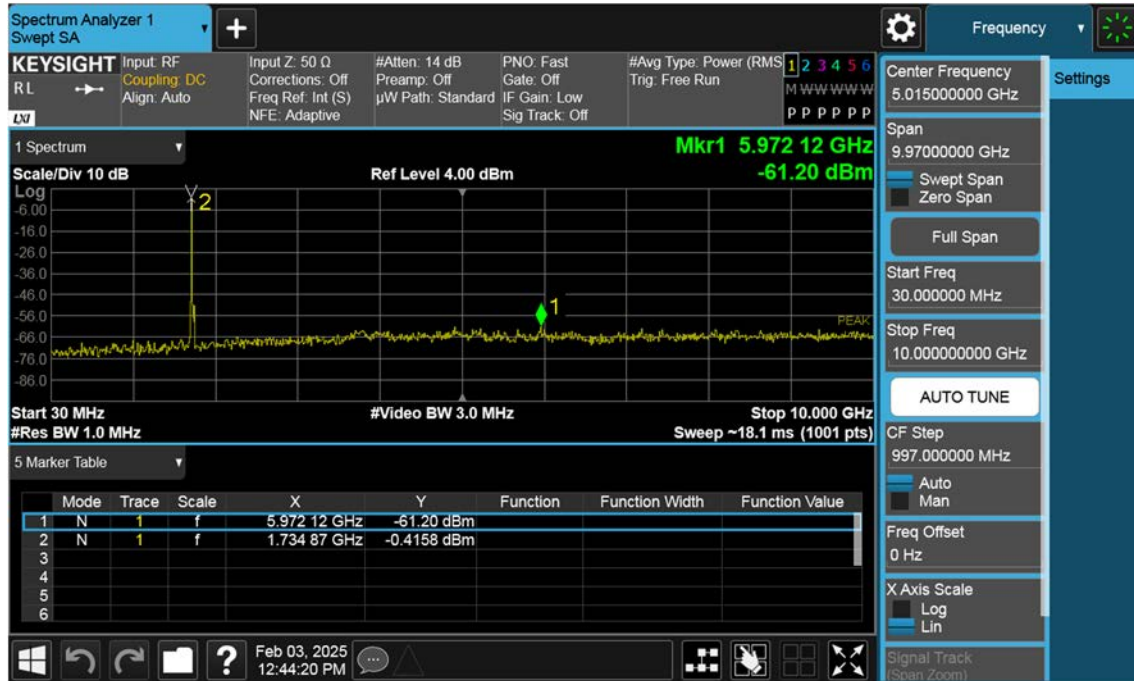 Spectrum Analyzer 1
Swept SA
+
Frequency
KEYSIGHT
RL
LXI
Input: RF
Coupling: DC
Align: Auto
Input Z: 50 Ω
Corrections: Off
Freq Ref: Int (S)
NFE: Adaptive
#Atten: 14 dB
Preamp: Off
µW Path: Standard
PNO: Fast
Gate: Off
IF Gain: Low
Sig Track: Off
#Avg Type: Power (RMS
Trig: Free Run
1 2 3 4 5 6
M W W W W W
P P P P P P
1 Spectrum
Mkr1 5.972 12 GHz
-61.20 dBm
Scale/Div 10 dB
Ref Level 4.00 dBm
Log
-6.00
-16.0
-26.0
-36.0
-46.0
-56.0
-66.0
-76.0
-86.0
2
1
PEAK
Start 30 MHz
#Video BW 3.0 MHz
Stop 10.000 GHz
#Res BW 1.0 MHz
Sweep ~18.1 ms (1001 pts)
5 Marker Table
Mode Trace Scale X Y Function Function Width Function Value
1 N 1 f 5.972 12 GHz -61.20 dBm
2 N 1 f 1.734 87 GHz -0.4158 dBm
3
4
5
6
?
Feb 03, 2025
12:44:20 PM
Center Frequency
5.015000000 GHz
Settings
Span
9.97000000 GHz
Swept Span
Zero Span
Full Span
Start Freq
30.000000 MHz
Stop Freq
10.000000000 GHz
AUTO TUNE
CF Step
997.000000 MHz
Auto
Man
Freq Offset
0 Hz
X Axis Scale
Log
Lin
Signal Track
(Span Zoom)